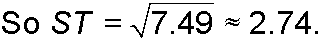 So ST = √7.49 ≈ 2.74.